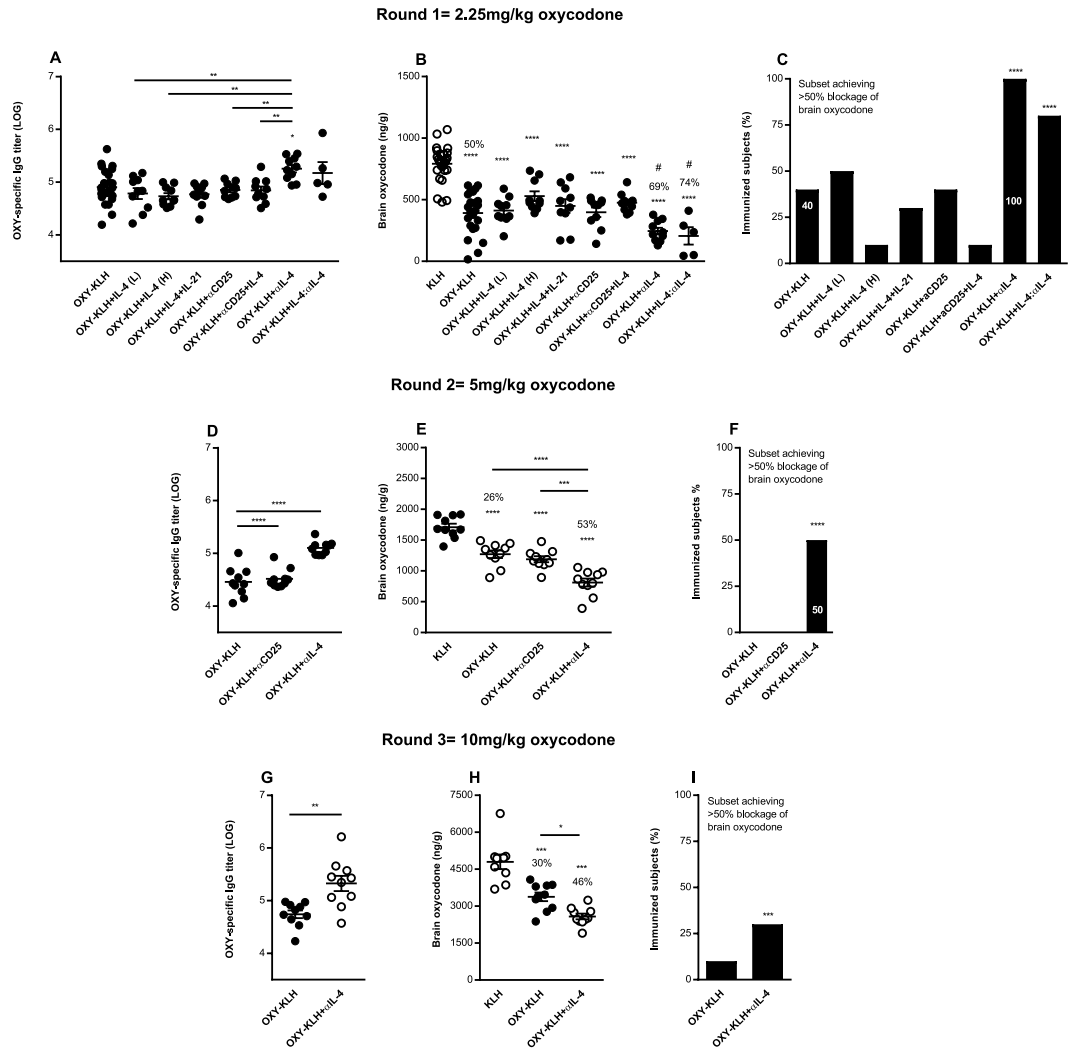 Round 1= 2.25mg/kg oxycodone
A
OXY-specific IgG titer (LOG)
7
6
5
4
**
**
**
**
*
OXY-KLH
OXY-KLH+IL-4 (L)
OXY-KLH+IL-4 (H)
OXY-KLH+IL-4+IL-21
OXY-KLH+αCD25
OXY-KLH+αCD25+IL-4
OXY-KLH+αIL-4
OXY-KLH+IL-4:αIL-4
B
Brain oxycodone (ng/g)
1500
1000
500
0
50%
****
****
****
****
****
****
#
69%
****
#
74%
****
KLH
OXY-KLH
OXY-KLH+IL-4 (L)
OXY-KLH+IL-4 (H)
OXY-KLH+IL-4+IL-21
OXY-KLH+αCD25
OXY-KLH+αCD25+IL-4
OXY-KLH+αIL-4
OXY-KLH+IL-4:αIL-4
C
Immunized subjects (%)
100
75
50
25
0
Subset achieving
>50% blockage of
brain oxycodone
****
****
40
100
OXY-KLH
OXY-KLH+IL-4 (L)
OXY-KLH+IL-4 (H)
OXY-KLH+IL-4+IL-21
OXY-KLH+aCD25
OXY-KLH+aCD25+IL-4
OXY-KLH+αIL-4
OXY-KLH+IL-4:αIL-4
Round 2= 5mg/kg oxycodone
D
OXY-specific IgG titer (LOG)
7
6
5
4
****
****
OXY-KLH
OXY-KLH+αCD25
OXY-KLH+αIL-4
E
Brain oxycodone (ng/g)
3000
2500
2000
1500
1000
500
0
****
***
26%
****
****
53%
****
KLH
OXY-KLH
OXY-KLH+αCD25
OXY-KLH+αIL-4
F
Immunized subjects %
100
75
50
25
0
Subset achieving
>50% blockage of
brain oxycodone
****
50
OXY-KLH
OXY-KLH+αCD25
OXY-KLH+αIL-4
Round 3= 10mg/kg oxycodone
G
OXY-specific IgG titer (LOG)
7
6
5
4
**
OXY-KLH
OXY-KLH+αIL-4
H
Brain oxycodone (ng/g)
7500
6000
4500
3000
1500
0
*
***
30%
***
46%
KLH
OXY-KLH
OXY-KLH+αIL-4
I
Immunized subjects (%)
100
75
50
25
0
Subset achieving
>50% blockage of
brain oxycodone
***
OXY-KLH
OXY-KLH+αIL-4